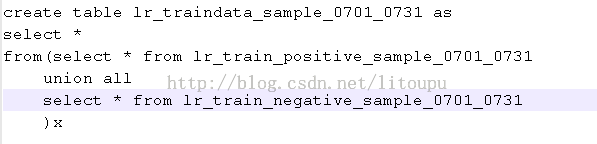 create table lr_traindata_sample_0701_0731 as
select *
from(select * from lr_train_positive_sample_0701_0731
union all
http://blog.csdn.net/litoupu
select * from lr_train_negative_sample_0701_0731
)x